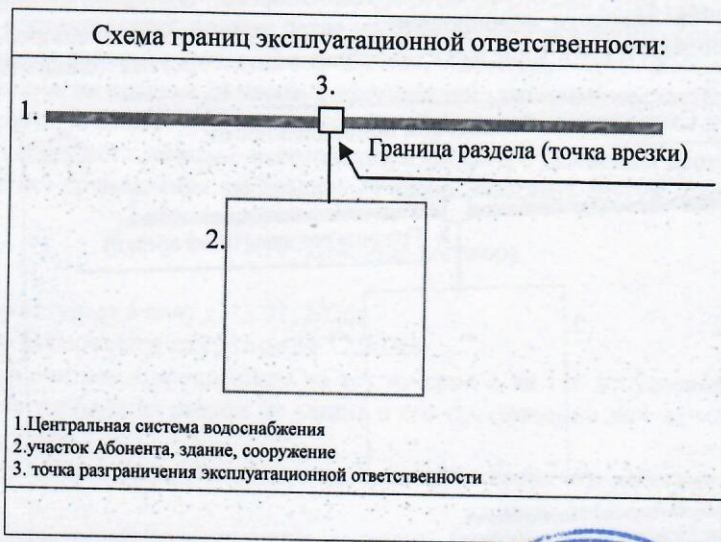 Схема границ эксплуатационной ответственности:
3.
1.
Граница раздела (точка врезки)
2.
1.Центральная система водоснабжения
2.участок Абонента, здание, сооружение
3. точка разграничения эксплуатационной ответственности